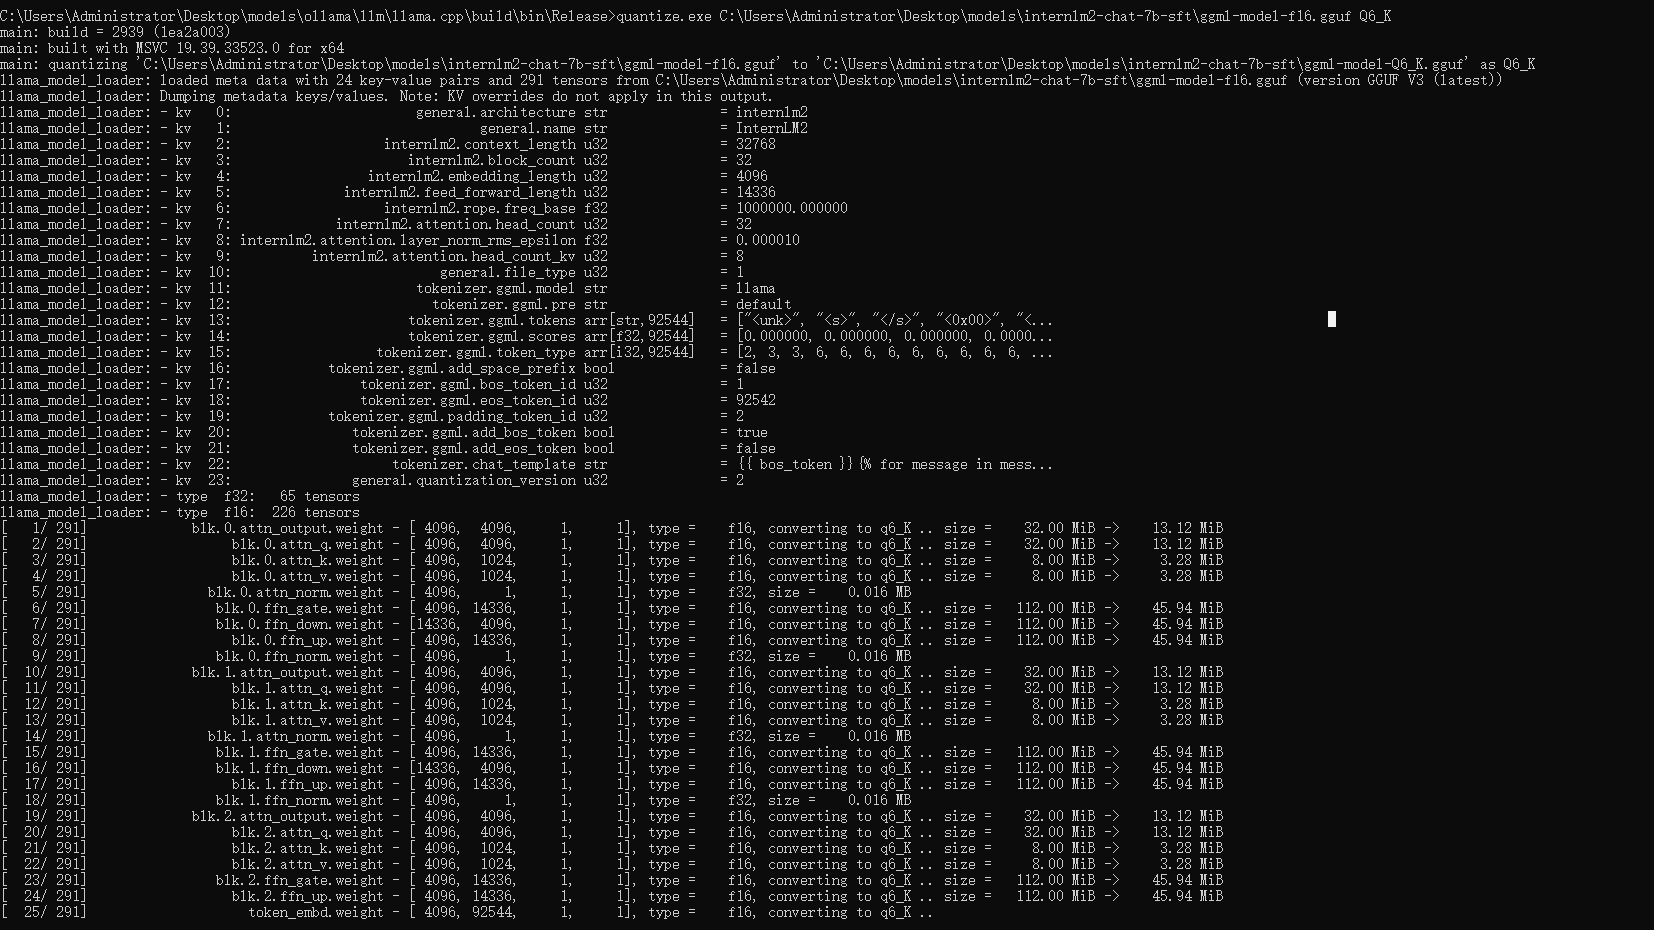 C:\Users\Administrator\Desktop\models\ollama\llm\llama.cpp\build\bin\Release>quantize.exe C:\Users\Administrator\Desktop\models\internlm2-chat-7b-sft\ggml-model-f16.gguf Q6_K
main: build = 2939 (1ea2a003)
main: built with MSVC 19.39.33523.0 for x64
main: quantizing 'C:\Users\Administrator\Desktop\models\internlm2-chat-7b-sft\ggml-model-f16.gguf' to 'C:\Users\Administrator\Desktop\models\internlm2-chat-7b-sft\ggml-model-Q6_K.gguf' as Q6_K
llama_model_loader: loaded meta data with 24 key-value pairs and 291 tensors from C:\Users\Administrator\Desktop\models\internlm2-chat-7b-sft\ggml-model-f16.gguf (version GGUF V3 (latest))
llama_model_loader: Dumping metadata keys/values. Note: KV overrides do not apply in this output.
llama_model_loader: - kv 0: general.architecture str = internlm2
llama_model_loader: - kv 1: general.name str = InternLM2
llama_model_loader: - kv 2: internlm2.context_length u32 = 32768
llama_model_loader: - kv 3: internlm2.block_count u32 = 32
llama_model_loader: - kv 4: internlm2.embedding_length u32 = 4096
llama_model_loader: - kv 5: internlm2.feed_forward_length u32 = 14336
llama_model_loader: - kv 6: internlm2.rope.freq_base f32 = 1000000.000000
llama_model_loader: - kv 7: internlm2.attention.head_count u32 = 32
llama_model_loader: - kv 8: internlm2.attention.layer_norm_rms_epsilon f32 = 0.000010
llama_model_loader: - kv 9: internlm2.attention.head_count_kv u32 = 8
llama_model_loader: - kv 10: general.file_type u32 = 1
llama_model_loader: - kv 11: tokenizer.ggml.model str = llama
llama_model_loader: - kv 12: tokenizer.ggml.pre str = default
llama_model_loader: - kv 13: tokenizer.ggml.tokens arr[str,92544] = ["<unk>", "<s>", "</s>", "<0x00>", "<...
llama_model_loader: - kv 14: tokenizer.ggml.scores arr[f32,92544] = [0.000000, 0.000000, 0.000000, 0.0000...
llama_model_loader: - kv 15: tokenizer.ggml.token_type arr[i32,92544] = [2, 3, 3, 6, 6, 6, 6, 6, 6, 6, 6, 6, ...
llama_model_loader: - kv 16: tokenizer.ggml.add_space_prefix bool = false
llama_model_loader: - kv 17: tokenizer.ggml.bos_token_id u32 = 1
llama_model_loader: - kv 18: tokenizer.ggml.eos_token_id u32 = 92542
llama_model_loader: - kv 19: tokenizer.ggml.padding_token_id u32 = 2
llama_model_loader: - kv 20: tokenizer.ggml.add_bos_token bool = true
llama_model_loader: - kv 21: tokenizer.ggml.add_eos_token bool = false
llama_model_loader: - kv 22: tokenizer.chat_template str = {{ bos_token }}{% for message in mess...
llama_model_loader: - kv 23: general.quantization_version u32 = 2
llama_model_loader: - type f32: 65 tensors
llama_model_loader: - type f16: 226 tensors
[ 1/ 291] blk.0.attn_output.weight - [ 4096, 4096, 1, 1], type = f16, converting to q6_K .. size = 32.00 MiB -> 13.12 MiB
[ 2/ 291] blk.0.attn_q.weight - [ 4096, 4096, 1, 1], type = f16, converting to q6_K .. size = 32.00 MiB -> 13.12 MiB
[ 3/ 291] blk.0.attn_k.weight - [ 4096, 1024, 1, 1], type = f16, converting to q6_K .. size = 8.00 MiB -> 3.28 MiB
[ 4/ 291] blk.0.attn_v.weight - [ 4096, 1024, 1, 1], type = f16, converting to q6_K .. size = 8.00 MiB -> 3.28 MiB
[ 5/ 291] blk.0.attn_norm.weight - [ 4096, 1, 1, 1], type = f32, size = 0.016 MB
[ 6/ 291] blk.0.ffn_gate.weight - [ 4096, 14336, 1, 1], type = f16, converting to q6_K .. size = 112.00 MiB -> 45.94 MiB
[ 7/ 291] blk.0.ffn_down.weight - [14336, 4096, 1, 1], type = f16, converting to q6_K .. size = 112.00 MiB -> 45.94 MiB
[ 8/ 291] blk.0.ffn_up.weight - [ 4096, 14336, 1, 1], type = f16, converting to q6_K .. size = 112.00 MiB -> 45.94 MiB
[ 9/ 291] blk.0.ffn_norm.weight - [ 4096, 1, 1, 1], type = f32, size = 0.016 MB
[ 10/ 291] blk.1.attn_output.weight - [ 4096, 4096, 1, 1], type = f16, converting to q6_K .. size = 32.00 MiB -> 13.12 MiB
[ 11/ 291] blk.1.attn_q.weight - [ 4096, 4096, 1, 1], type = f16, converting to q6_K .. size = 32.00 MiB -> 13.12 MiB
[ 12/ 291] blk.1.attn_k.weight - [ 4096, 1024, 1, 1], type = f16, converting to q6_K .. size = 8.00 MiB -> 3.28 MiB
[ 13/ 291] blk.1.attn_v.weight - [ 4096, 1024, 1, 1], type = f16, converting to q6_K .. size = 8.00 MiB -> 3.28 MiB
[ 14/ 291] blk.1.attn_norm.weight - [ 4096, 1, 1, 1], type = f32, size = 0.016 MB
[ 15/ 291] blk.1.ffn_gate.weight - [ 4096, 14336, 1, 1], type = f16, converting to q6_K .. size = 112.00 MiB -> 45.94 MiB
[ 16/ 291] blk.1.ffn_down.weight - [14336, 4096, 1, 1], type = f16, converting to q6_K .. size = 112.00 MiB -> 45.94 MiB
[ 17/ 291] blk.1.ffn_up.weight - [ 4096, 14336, 1, 1], type = f16, converting to q6_K .. size = 112.00 MiB -> 45.94 MiB
[ 18/ 291] blk.1.ffn_norm.weight - [ 4096, 1, 1, 1], type = f32, size = 0.016 MB
[ 19/ 291] blk.2.attn_output.weight - [ 4096, 4096, 1, 1], type = f16, converting to q6_K .. size = 32.00 MiB -> 13.12 MiB
[ 20/ 291] blk.2.attn_q.weight - [ 4096, 4096, 1, 1], type = f16, converting to q6_K .. size = 32.00 MiB -> 13.12 MiB
[ 21/ 291] blk.2.attn_k.weight - [ 4096, 1024, 1, 1], type = f16, converting to q6_K .. size = 8.00 MiB -> 3.28 MiB
[ 22/ 291] blk.2.attn_v.weight - [ 4096, 1024, 1, 1], type = f16, converting to q6_K .. size = 8.00 MiB -> 3.28 MiB
[ 23/ 291] blk.2.ffn_gate.weight - [ 4096, 14336, 1, 1], type = f16, converting to q6_K .. size = 112.00 MiB -> 45.94 MiB
[ 24/ 291] blk.2.ffn_up.weight - [ 4096, 14336, 1, 1], type = f16, converting to q6_K .. size = 112.00 MiB -> 45.94 MiB
[ 25/ 291] token_embd.weight - [ 4096, 92544, 1, 1], type = f16, converting to q6_K ..